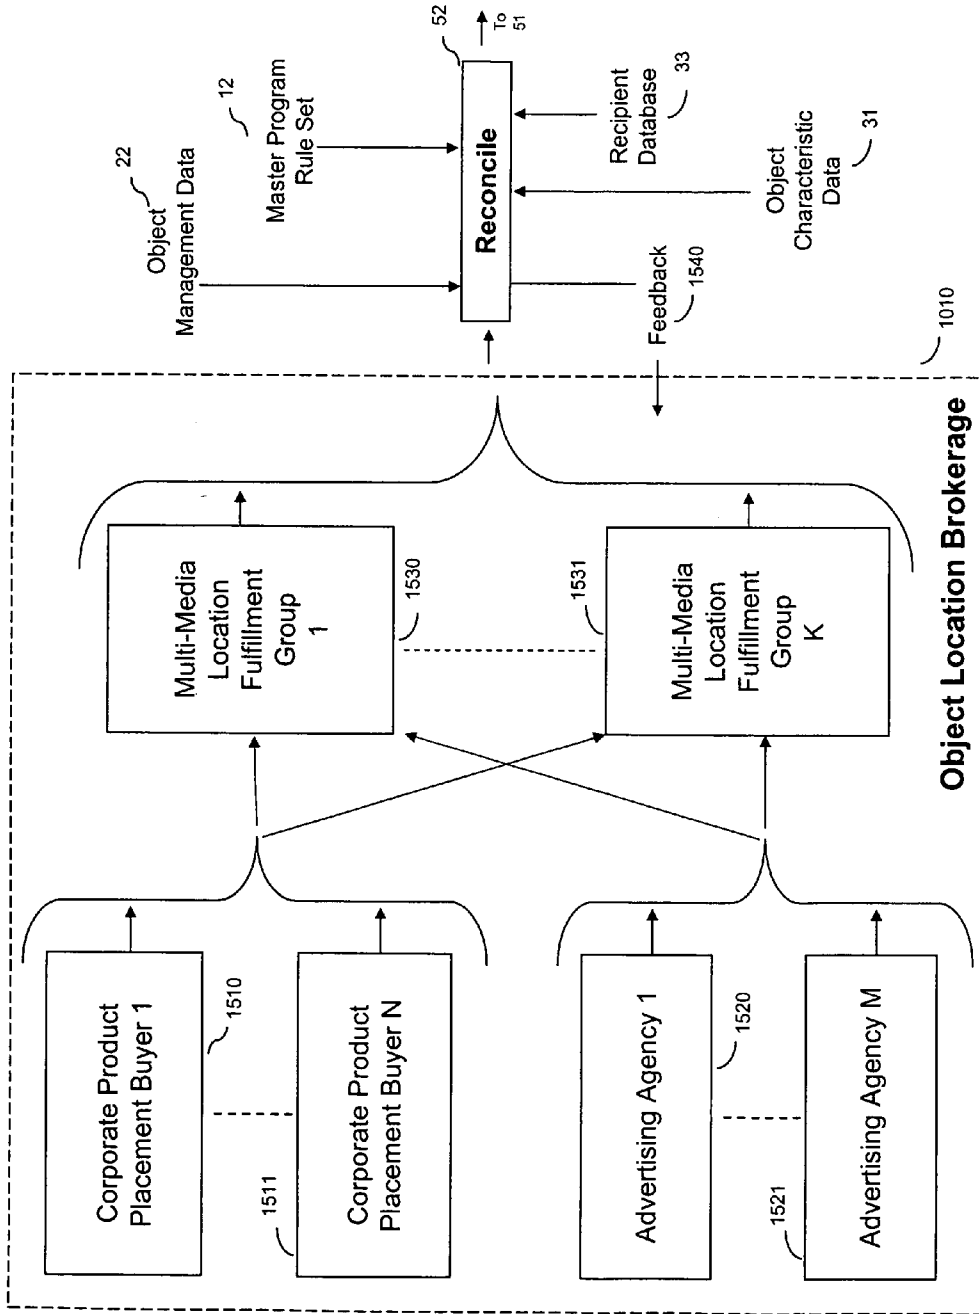 Corporate Product
Placement Buyer 1
1510
1511
Corporate Product
Placement Buyer N
Advertising Agency 1
1520
1521
Advertising Agency M
Multi-Media
Location
Fulfillment
Group
1
1530
1531
Multi-Media
Location
Fulfillment
Group
K
Object Location Brokerage
1010
22
Object
Management Data
12
Master Program
Rule Set
52
To
51
Reconcile
Feedback
1540
Recipient
Database
33
Object
Characteristic
Data
31